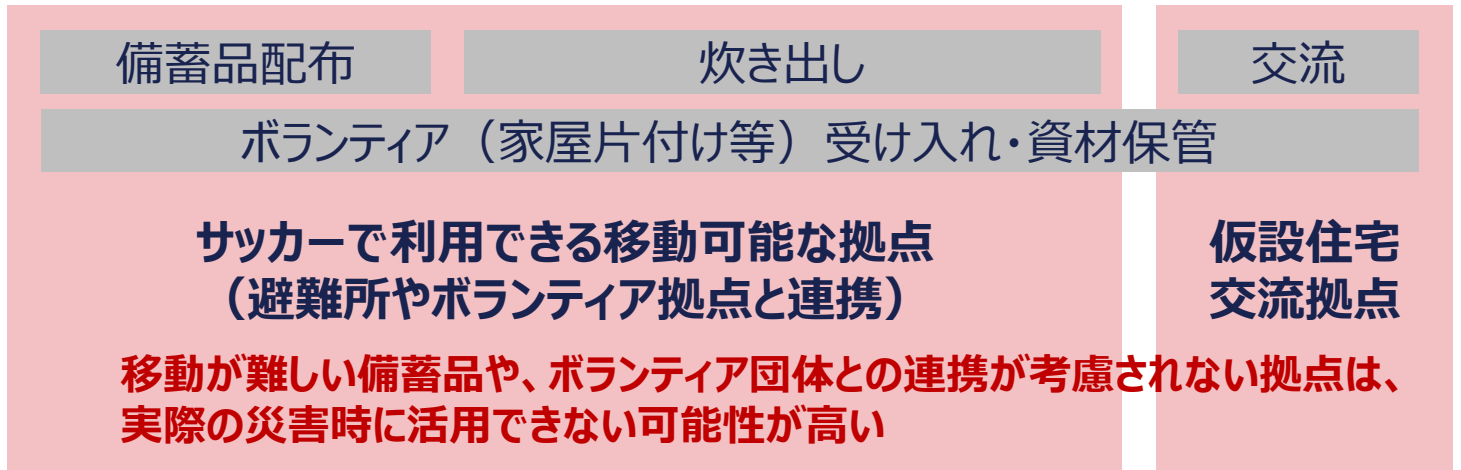 備蓄品配布
炊き出し
交流
ボランティア（家屋片付け等）受け入れ・資材保管
サッカーで利用できる移動可能な拠点
（避難所やボランティア拠点と連携）
仮設住宅
交流拠点
移動が難しい備蓄品や、ボランティア団体との連携が考慮されない拠点は、
実際の災害時に活用できない可能性が高い